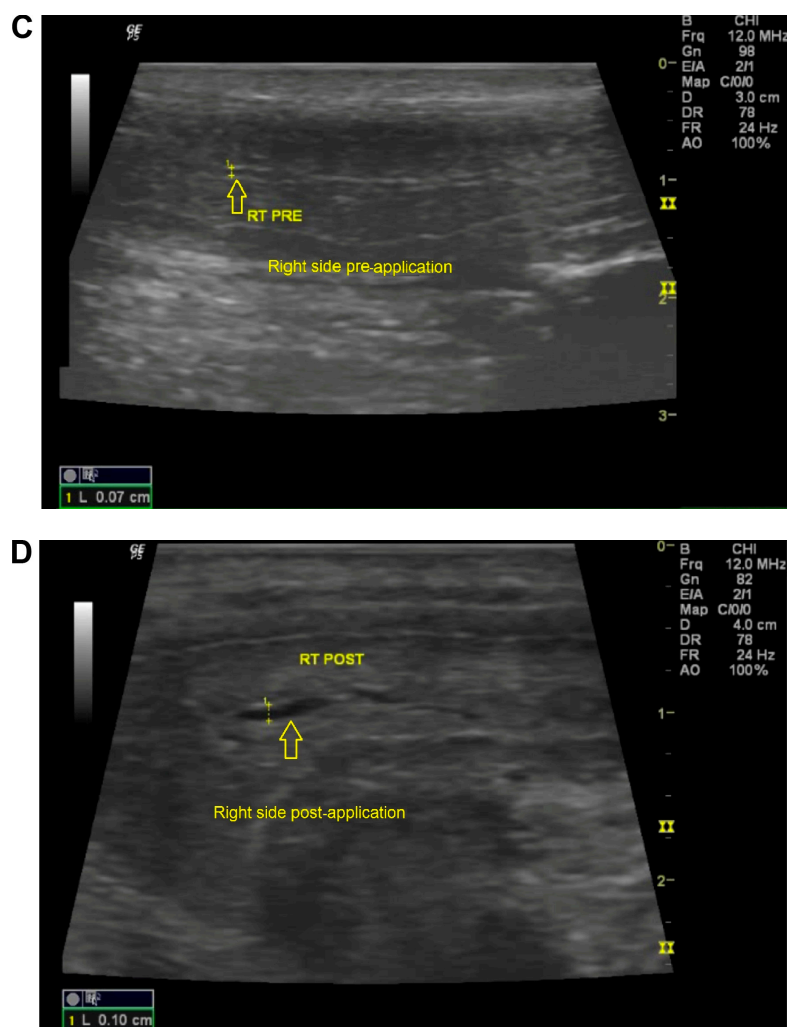 C
GE
B CHI
Frq 12.0 MHz
Gn 98
E/A 2/1
Map C/0/0
D 3.0 cm
DR 78
FR 24 Hz
AO 100%
0
1
1
RT PRE
Right side pre-application
2
3
1 L 0.07 cm
D
GE
0
B CHI
Frq 12.0 MHz
Gn 82
E/A 2/1
Map C/0/0
D 4.0 cm
DR 78
FR 24 Hz
AO 100%
RT POST
1
1
Right side post-application
2
1 L 0.10 cm